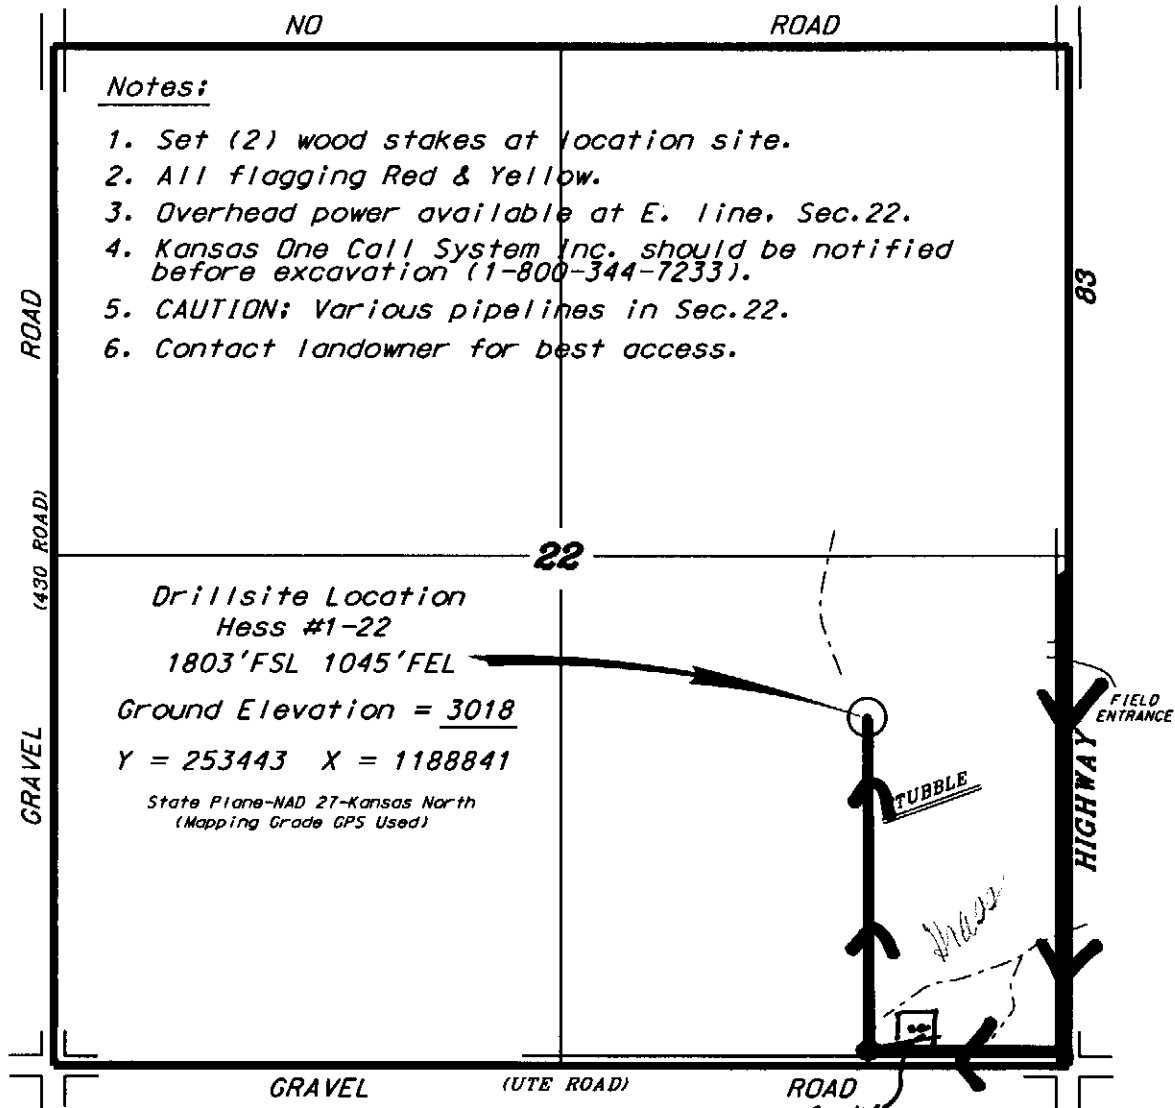 NO ROAD
Notes:
1. Set (2) wood stakes at location site.
2. All flagging Red & Yellow.
3. Overhead power available at E. line, Sec.22.
4. Kansas One Call System Inc. should be notified
before excavation (1-800-344-7233).
5. CAUTION: Various pipelines in Sec.22.
6. Contact landowner for best access.
ROAD
(430 ROAD)
GRAVEL
83
HIGHWAY
22
Drillsite Location
Hess #1-22
1803'FSL 1045'FEL
Ground Elevation = 3018
Y = 253443 X = 1188841
State Plane-NAD 27-Kansas North
(Mapping Grade GPS Used)
FIELD
ENTRANCE
TUBBLE
Grass
GRAVEL (UTE ROAD) ROAD